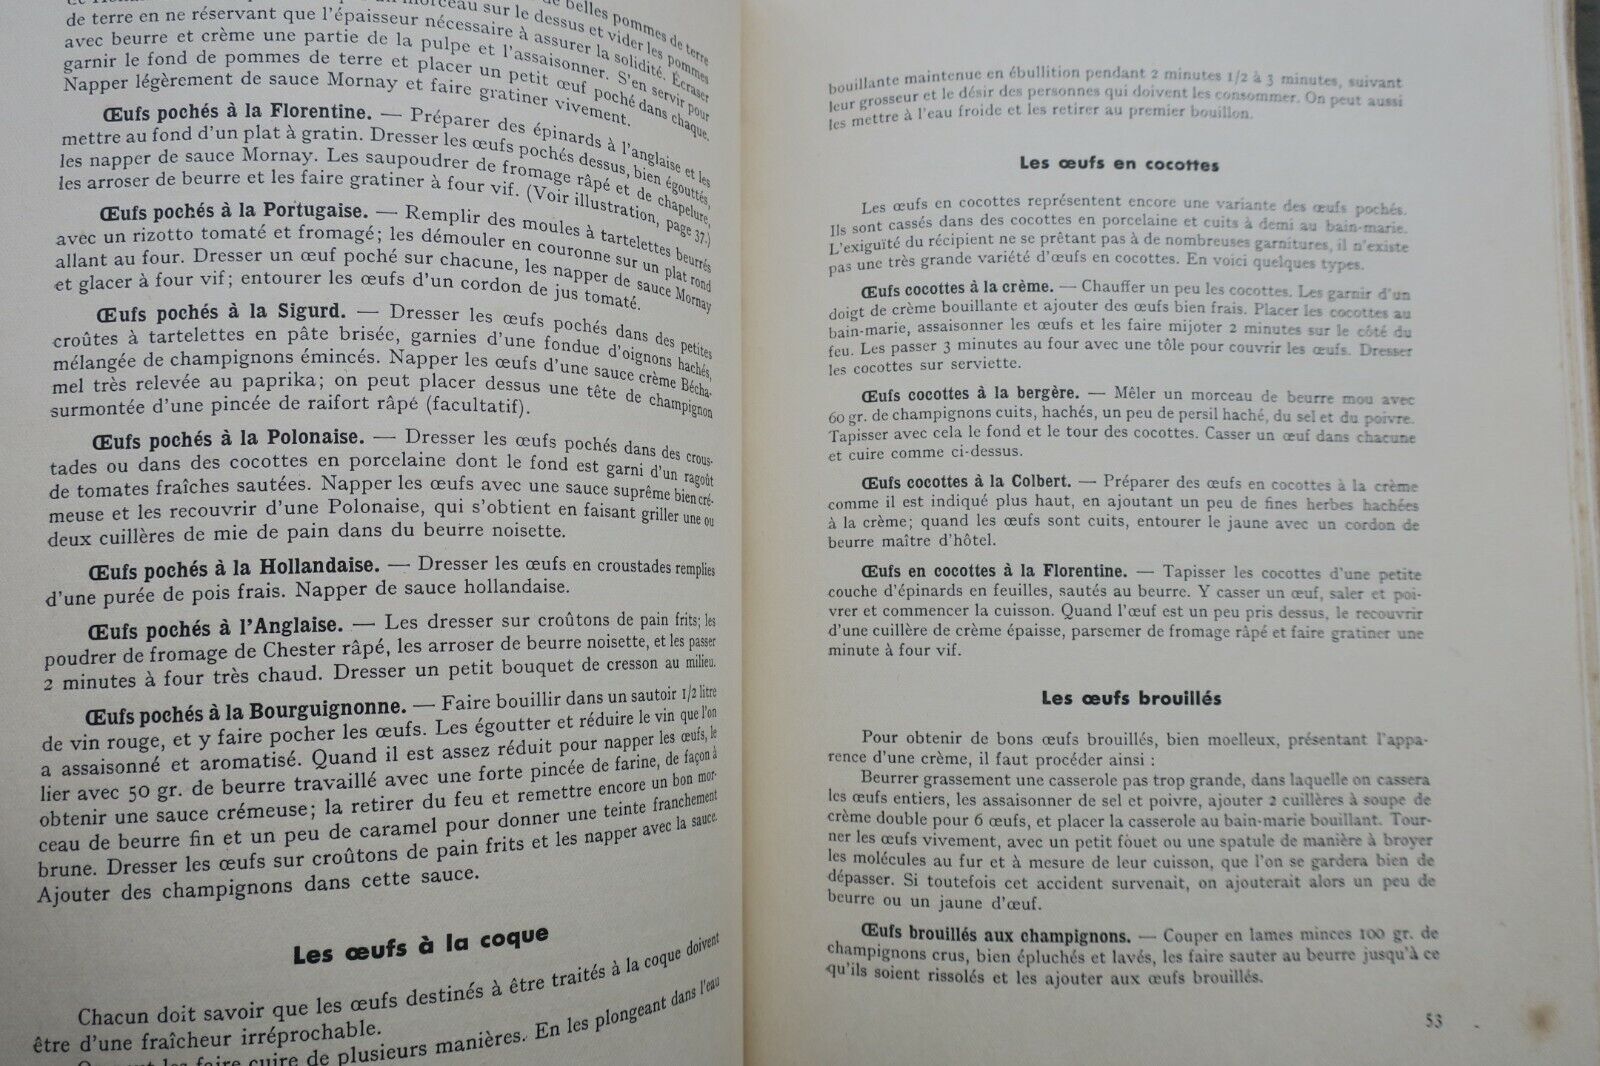 belles pommes de terre
morceau sur le dessus et vider les pommes
de terre en ne réservant que l'épaisseur nécessaire à assurer la solidité. Écraser
avec beurre et crème une partie de la pulpe et l'assaisonner. S'en servir pour
garnir le fond de pommes de terre et placer un petit œuf poché dans chaque.
Napper légèrement de sauce Mornay et faire gratiner vivement.
Œufs pochés à la Florentine. — Préparer des épinards à l'anglaise et les
mettre au fond d'un plat à gratin. Dresser les œufs pochés dessus, bien égouttés,
les napper de sauce Mornay. Les saupoudrer de fromage râpé et de chapelure,
les arroser de beurre et les faire gratiner à four vif. (Voir illustration, page 37.)
Œufs pochés à la Portugaise. — Remplir des moules à tartelettes beurrés
avec un rizotto tomaté et fromagé; les démouler en couronne sur un plat rond
allant au four. Dresser un œuf poché sur chacune, les napper de sauce Mornay
et glacer à four vif; entourer les œufs d'un cordon de jus tomaté.
Œufs pochés à la Sigurd. — Dresser les œufs pochés dans des petites
croûtes à tartelettes en pâte brisée, garnies d'une fondue d'oignons hachés,
mélangée de champignons émincés. Napper les œufs d'une sauce crème Bécha-
mel très relevée au paprika; on peut placer dessus une tête de champignon
surmontée d'une pincée de raifort râpé (facultatif).
Œufs pochés à la Polonaise. — Dresser les œufs pochés dans des crous-
tades ou dans des cocottes en porcelaine dont le fond est garni d'un ragoût
de tomates fraîches sautées. Napper les œufs avec une sauce suprême bien cré-
meuse et les recouvrir d'une Polonaise, qui s'obtient en faisant griller une ou
deux cuillères de mie de pain dans du beurre noisette.
Œufs pochés à la Hollandaise. — Dresser les œufs en croustades remplies
d'une purée de pois frais. Napper de sauce hollandaise.
Œufs pochés à l'Anglaise. — Les dresser sur croûtons de pain frits; les
poudrer de fromage de Chester râpé, les arroser de beurre noisette, et les passer
2 minutes à four très chaud. Dresser un petit bouquet de cresson au milieu.
Œufs pochés à la Bourguignonne. — Faire bouillir dans un sautoir 1/2 litre
de vin rouge, et y faire pocher les œufs. Les égoutter et réduire le vin que l'on
a assaisonné et aromatisé. Quand il est assez réduit pour napper les œufs, le
lier avec 50 gr. de beurre travaillé avec une forte pincée de farine, de façon à
obtenir une sauce crémeuse; la retirer du feu et remettre encore un bon mor-
ceau de beurre fin et un peu de caramel pour donner une teinte franchement
brune. Dresser les œufs sur croûtons de pain frits et les napper avec la sauce.
Ajouter des champignons dans cette sauce.
Les œufs à la coque
Chacun doit savoir que les œufs destinés à être traités à la coque doivent
être d'une fraîcheur irréprochable.
les faire cuire de plusieurs manières. En les plongeant dans l'eau
bouillante maintenue en ébullition pendant 2 minutes 1/2 à 3 minutes, suivant
leur grosseur et le désir des personnes qui doivent les consommer. On peut aussi
les mettre à l'eau froide et les retirer au premier bouillon.
Les œufs en cocottes
Les œufs en cocottes représentent encore une variante des œufs pochés.
Ils sont cassés dans des cocottes en porcelaine et cuits à demi au bain-marie.
L'exiguïté du récipient ne se prêtant pas à de nombreuses garnitures, il n'existe
pas une très grande variété d'œufs en cocottes. En voici quelques types.
Œufs cocottes à la crème. — Chauffer un peu les cocottes. Les garnir d'un
doigt de crème bouillante et ajouter des œufs bien frais. Placer les cocottes au
bain-marie, assaisonner les œufs et les faire mijoter 2 minutes sur le côté du
feu. Les passer 3 minutes au four avec une tôle pour couvrir les œufs. Dresser
les cocottes sur serviette.
Œufs cocottes à la bergère. — Mêler un morceau de beurre mou avec
60 gr. de champignons cuits, hachés, un peu de persil haché, du sel et du poivre.
Tapisser avec cela le fond et le tour des cocottes. Casser un œuf dans chacune
et cuire comme ci-dessus.
Œufs cocottes à la Colbert. — Préparer des œufs en cocottes à la crème
comme il est indiqué plus haut, en ajoutant un peu de fines herbes hachées
à la crème; quand les œufs sont cuits, entourer le jaune avec un cordon de
beurre maître d'hôtel.
Œufs en cocottes à la Florentine. — Tapisser les cocottes d'une petite
couche d'épinards en feuilles, sautés au beurre. Y casser un œuf, saler et poi-
vrer et commencer la cuisson. Quand l'œuf est un peu pris dessus, le recouvrir
d'une cuillère de crème épaisse, parsemer de fromage râpé et faire gratiner une
minute à four vif.
Les œufs brouillés
Pour obtenir de bons œufs brouillés, bien moelleux, présentant l'appa-
rence d'une crème, il faut procéder ainsi :
Beurrer grassement une casserole pas trop grande, dans laquelle on cassera
les œufs entiers, les assaisonner de sel et poivre, ajouter 2 cuillères à soupe de
crème double pour 6 œufs, et placer la casserole au bain-marie bouillant. Tour-
ner les œufs vivement, avec un petit fouet ou une spatule de manière à broyer
les molécules au fur et à mesure de leur cuisson, que l'on se gardera bien de
dépasser. Si toutefois cet accident survenait, on ajouterait alors un peu de
beurre ou un jaune d'œuf.
Œufs brouillés aux champignons. — Couper en lames minces 100 gr. de
champignons crus, bien épluchés et lavés, les faire sauter au beurre jusqu'à ce
qu'ils soient rissolés et les ajouter aux œufs brouillés.
53